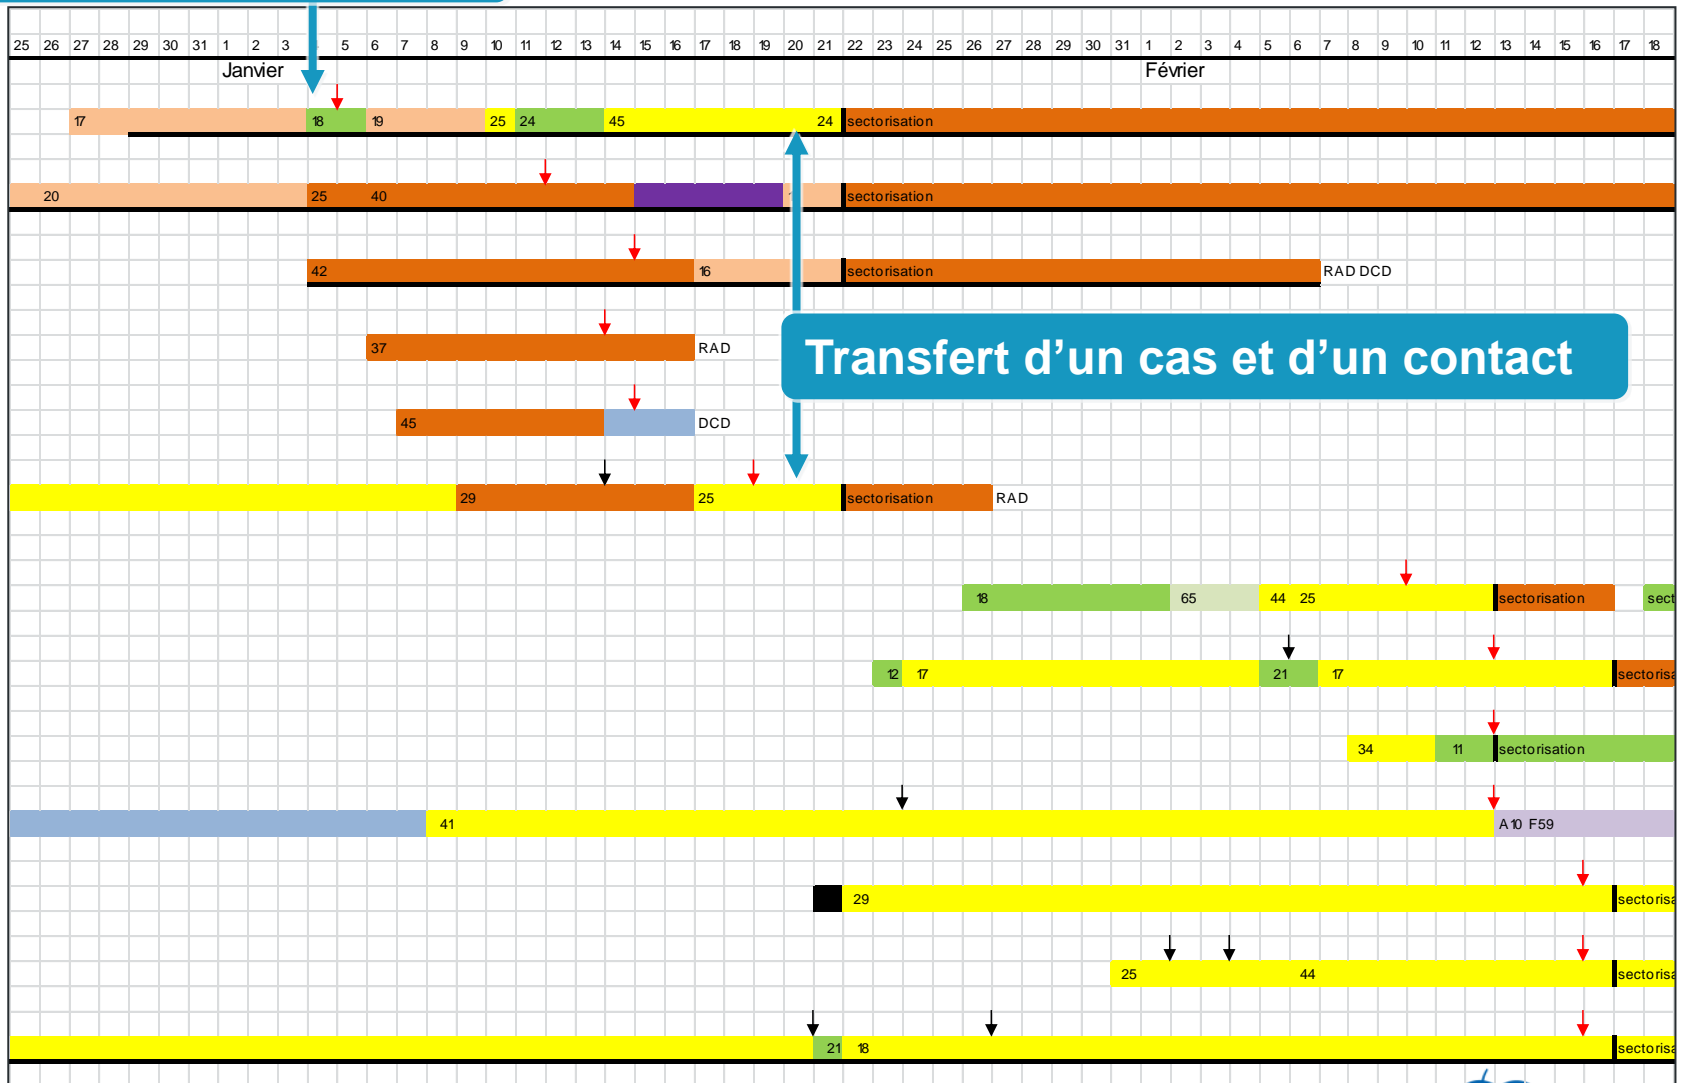 25 26 27 28 29 30 31 1 2 3 5 6 7 8 9 10 11 12 13 14 15 16 17 18 19 20 21 22 23 24 25 26 27 28 29 30 31 1 2 3 4 5 6 7 8 9 10 11 12 13 14 15 16 17 18
Janvier Février
17 18 19 25 24 45 24 sectorisation
20 25 40 sectorisation
42 16 sectorisation RAD DCD
37 RAD
Transfert d’un cas et d’un contact
45 DCD
29 25 sectorisation RAD
18 65 44 25 sectorisation sect
12 17 21 17 sectorisa
34 11 sectorisation
41 A10 F59
29 sectorisa
25 44 sectorisa
21 18 sectorisa